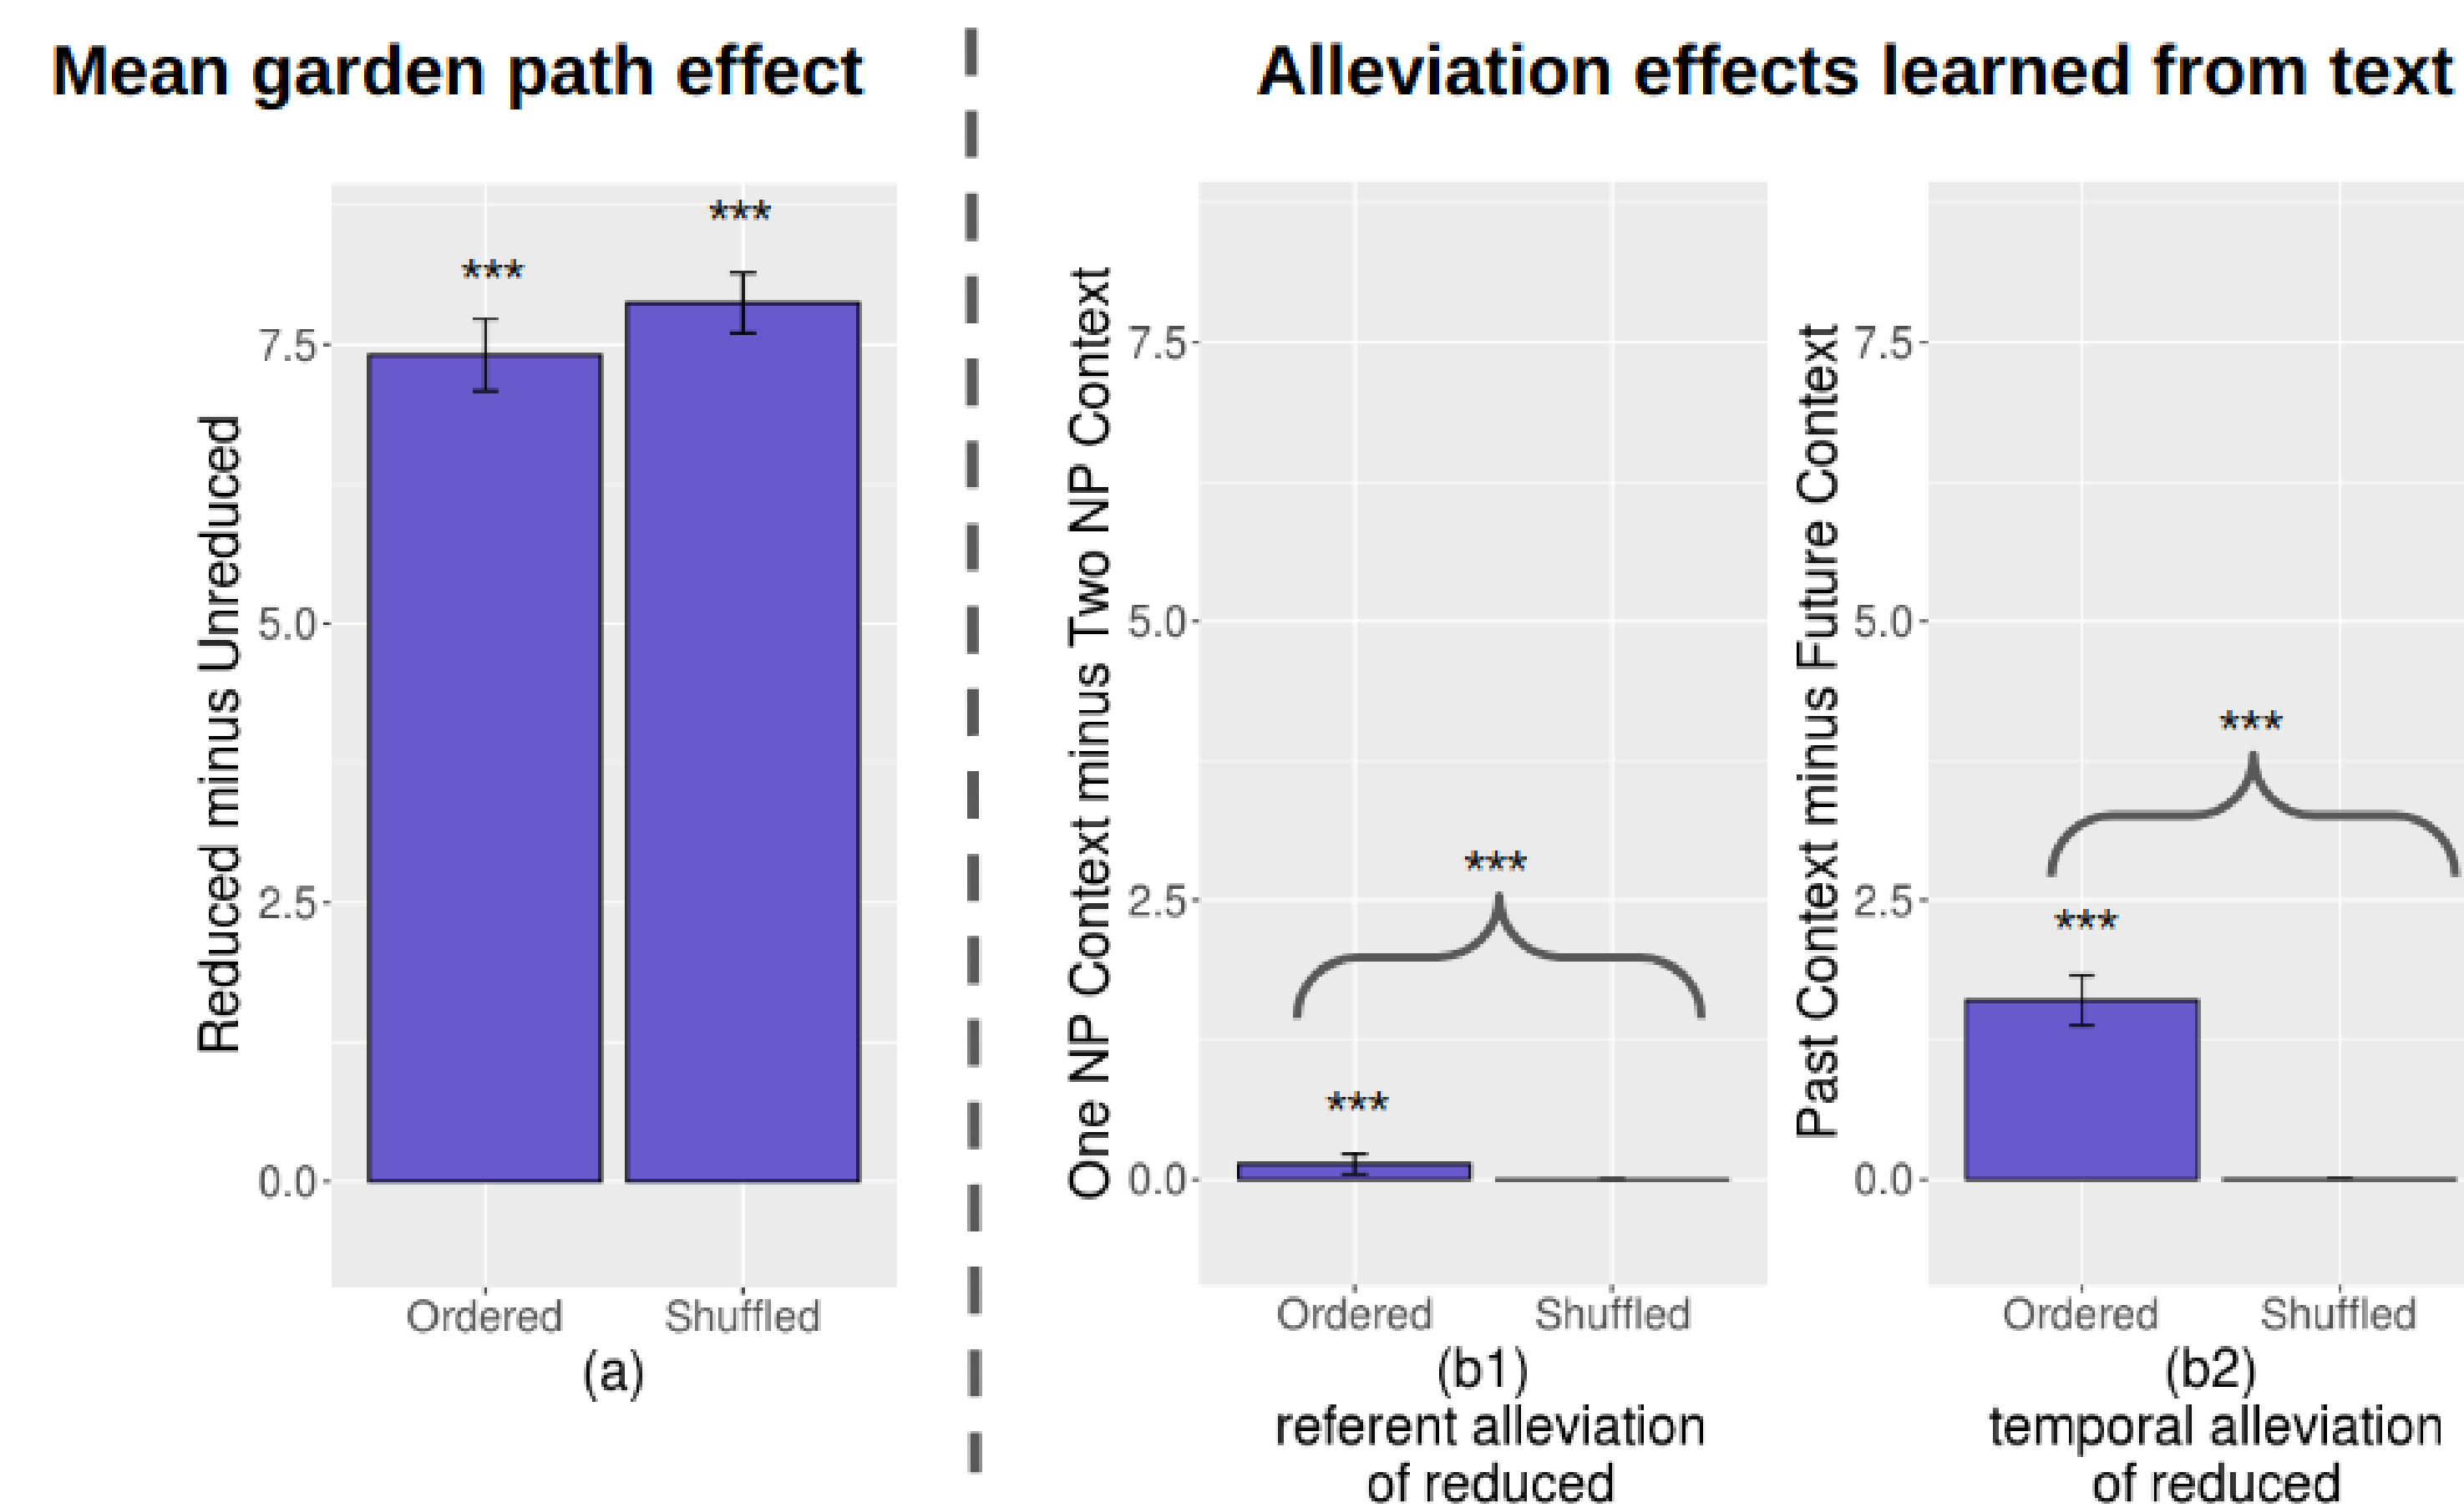 Mean garden path effect
Alleviation effects learned from text
Reduced minus Unreduced
7.5
5.0
2.5
0.0
***
***
Ordered
Shuffled
(a)
One NP Context minus Two NP Context
7.5
5.0
2.5
0.0
***
***
Ordered
Shuffled
(b1)
referent alleviation
of reduced
Past Context minus Future Context
7.5
5.0
2.5
0.0
***
***
Ordered
Shuffled
(b2)
temporal alleviation
of reduced